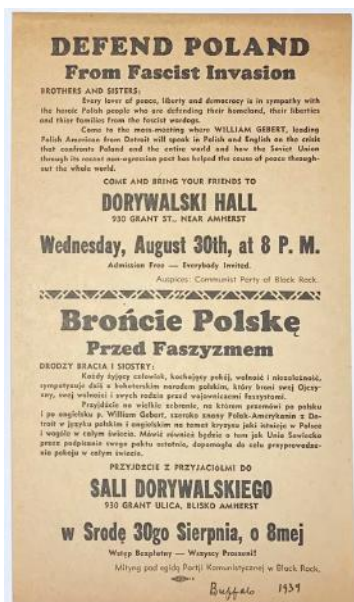 DEFEND POLAND
From Fascist Invasion
BROTHERS AND SISTERS:
Every lover of peace, liberty and democracy is in sympathy with
the heroic Polish people who are defending their homeland, their liberties
and thier families from the fascist wardogs.
Come to the mass-meeting where WILLIAM GEBERT, leading
Polish American from Detroit will speak in Polish and English on the crisis
that confronts Poland and the entire world and how the Soviet Union
through its recent non-agression pact has helped the cause of peace through-
out the whole world.
COME AND BRING YOUR FRIENDS TO
DORYWALSKI HALL
930 GRANT ST., NEAR AMHERST
Wednesday, August 30th, at 8 P. M.
Admission Free — Everybody Invited.
Auspices: Communist Party of Black Rock.
Brońcie Polskę
Przed Faszyzmem
DRODZY BRACIA I SIOSTRY:
Każdy żyjący człowiek, kochający pokój, wolność i niezależność,
sympatyzuje dziś z bohaterskim narodem polskim, który broni swej Ojczy-
zny, swej wolności i swych rodzin przed wojowniczemi faszystami.
Przyjdźcie na wielkie zebranie, na którem przemówi po polsku
i po angielsku p. William Gebert, szeroko znany Polak-Amerykanin z De-
troit w języku polskim i angielskim na temat kryzysu jaki istnieje w Polsce
i wogóle w całym świecie. Mówić również będzie o tem jak Unia Sowiecka
przez podpisanie swego paktu ostatnio, dopomogła do celu przyprowadze-
nia pokoju w całym świecie.
PRZYJDZCIE Z PRZYJACIOŁMI DO
SALI DORYWALSKIEGO
930 GRANT ULICA, BLISKO AMHERST
w Srodę 30go Sierpnia, o 8mej
Wstęp Bezpłatny — Wszyscy Proszeni!
Mityng pod egidą Partji Komunistycznej w Black Rock.
Buffalo 1939